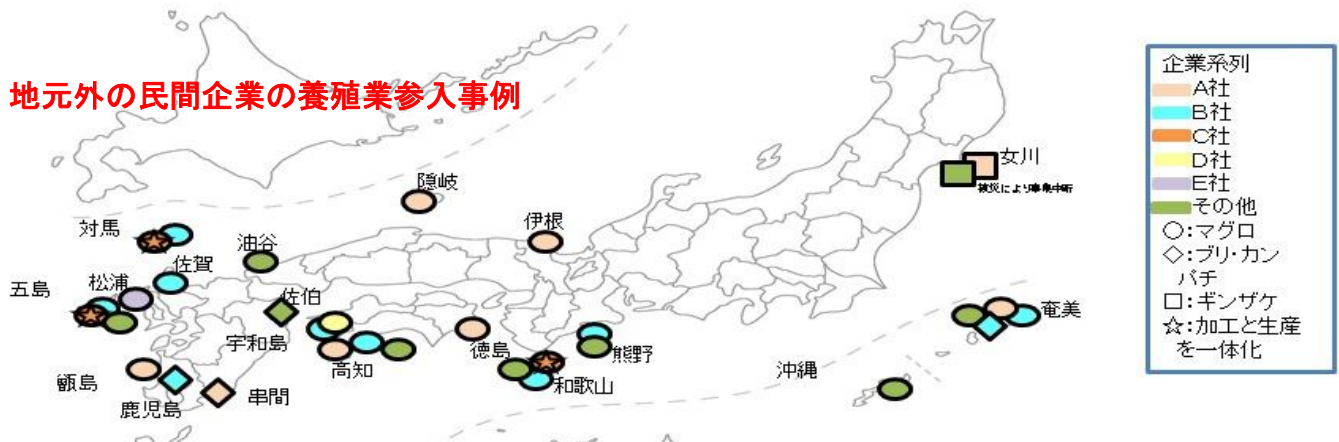 地元外の民間企業の養殖業参入事例
企業系列
A社
B社
C社
D社
E社
その他
○:マグロ
◇:ブリ・カン
パチ
□:ギンザケ
☆:加工と生産
を一体化
女川
被災により事業中断
隠岐
伊根
対馬
油谷
佐賀
松浦
五島
佐伯
宇和島
高知
徳島
熊野
和歌山
甑島
鹿児島
串間
沖縄
奄美